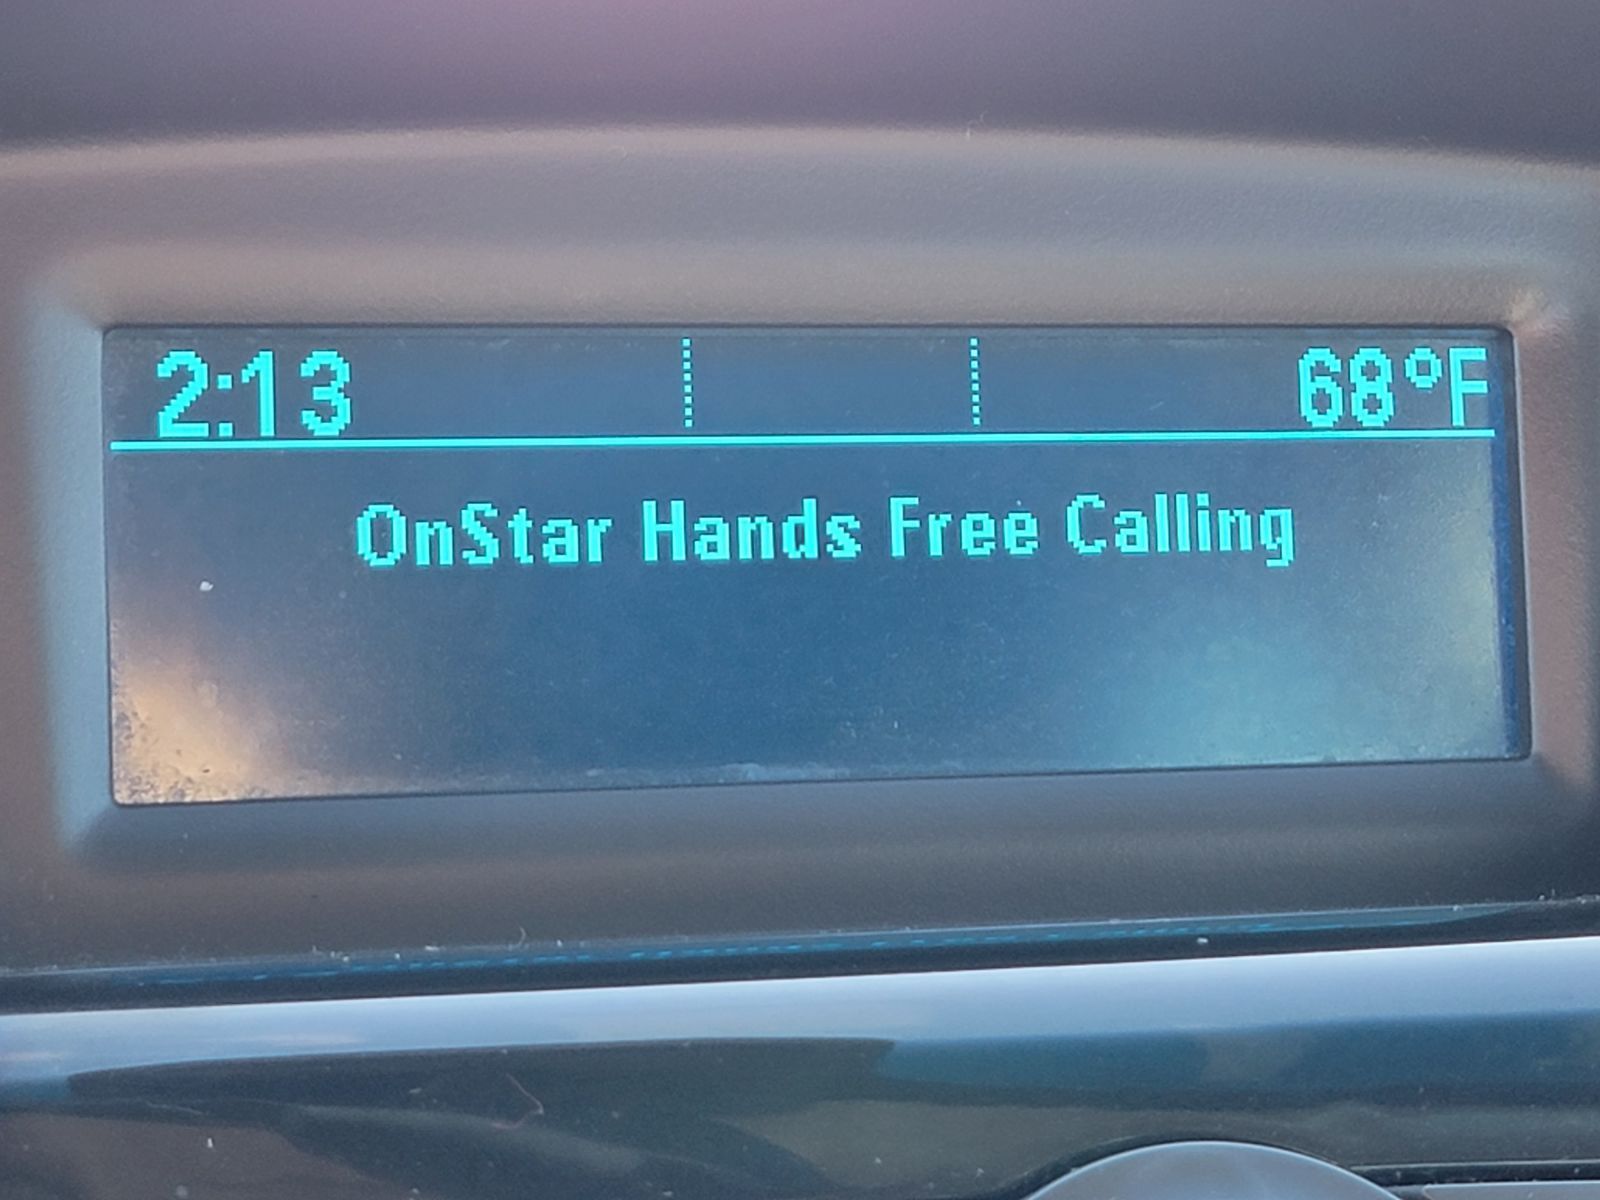 2:13 68°F
OnStar Hands Free Calling